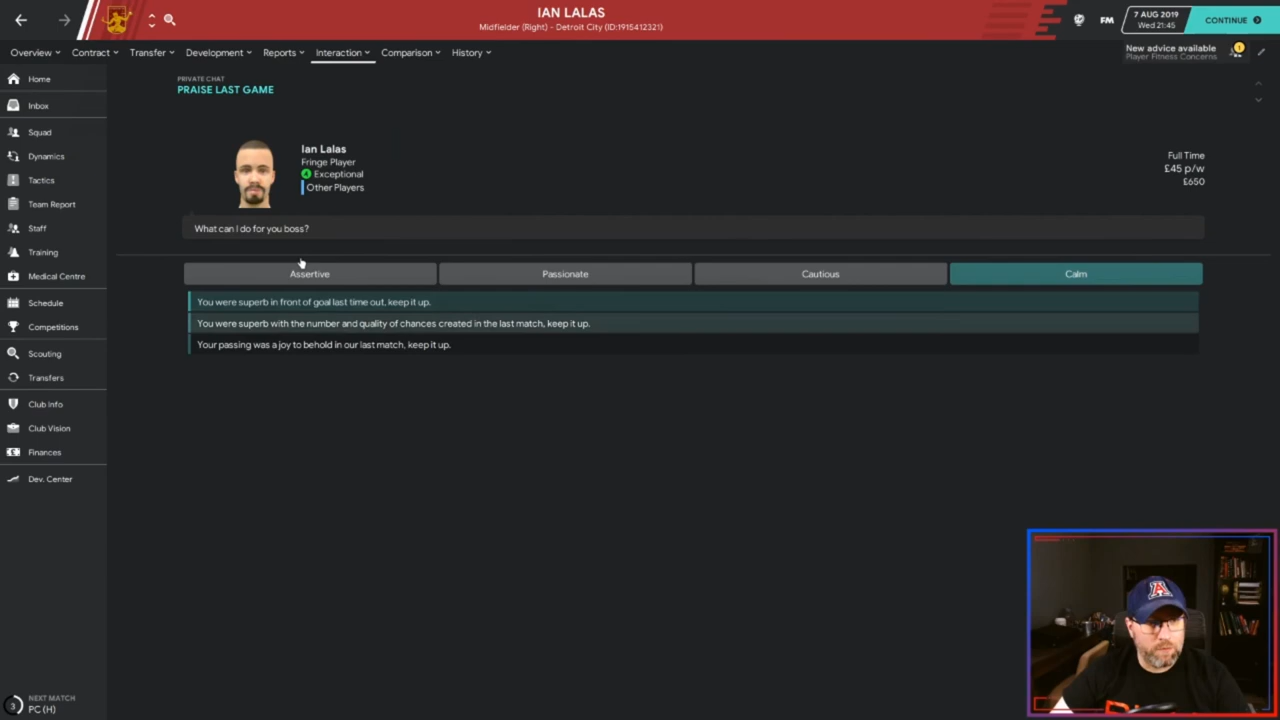 IAN LALAS
Midfielder (Right) - Detroit City (ID:1915412321)
FM
7 AUG 2019
Wed 21:45
CONTINUE
Overview
Contract
Transfer
Development
Reports
Interaction
Comparison
History
New advice available
Player Fitness Concerns
1
Home
Inbox
Squad
Dynamics
Tactics
Team Report
Staff
Training
Medical Centre
Schedule
Competitions
Scouting
Transfers
Club Info
Club Vision
Finances
Dev. Center
3
NEXT MATCH
PC (H)
PRIVATE CHAT
PRAISE LAST GAME
Ian Lalas
Fringe Player
4 Exceptional
Other Players
Full Time
£45 p/w
£650
What can I do for you boss?
Assertive
Passionate
Cautious
Calm
You were superb in front of goal last time out, keep it up.
You were superb with the number and quality of chances created in the last match, keep it up.
Your passing was a joy to behold in our last match, keep it up.
A